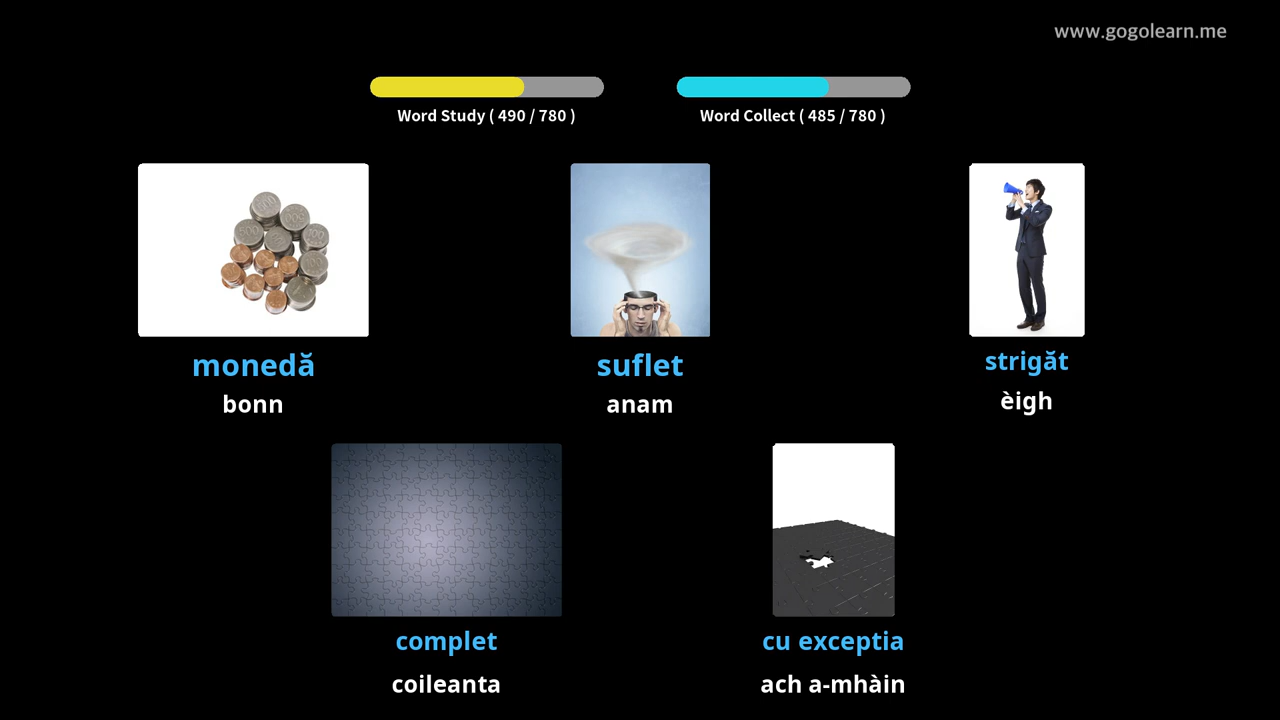 www.gogolearn.me
Word Study ( 490 / 780 )
Word Collect ( 485 / 780 )
monedă
bonn
suflet
anam
strigăt
èigh
complet
coileanta
cu exceptia
ach a-mhàin